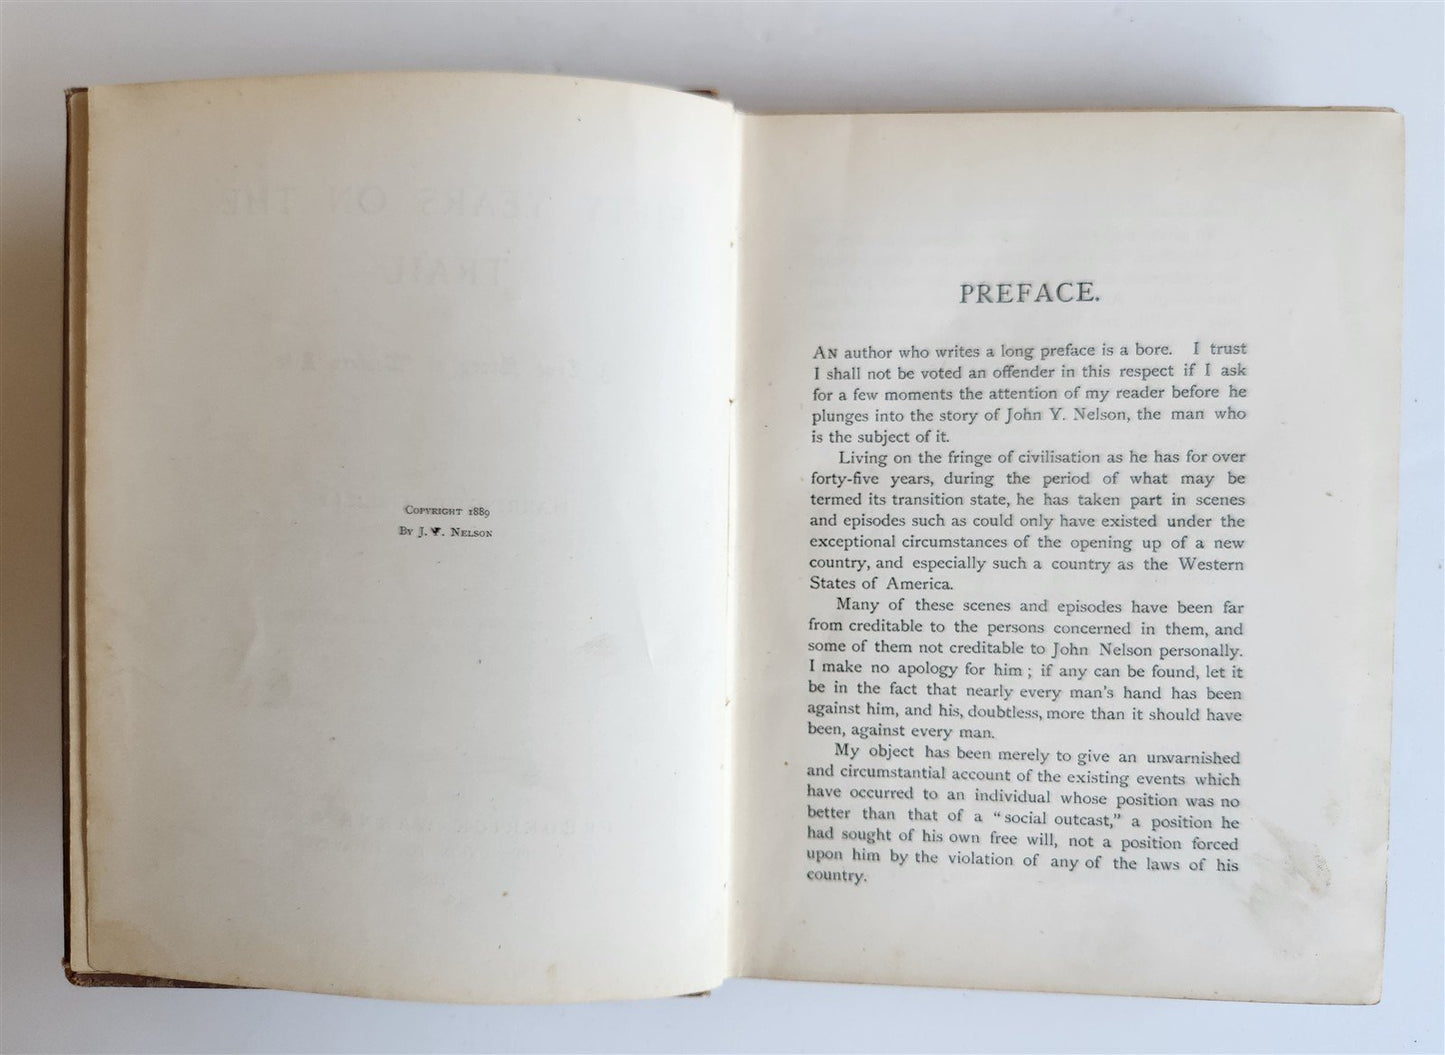 COPYRIGHT 1889
BY J. Y. NELSON
PREFACE.
AN author who writes a long preface is a bore. I trust
I shall not be voted an offender in this respect if I ask
for a few moments the attention of my reader before he
plunges into the story of John Y. Nelson, the man who
is the subject of it.
Living on the fringe of civilisation as he has for over
forty-five years, during the period of what may be
termed its transition state, he has taken part in scenes
and episodes such as could only have existed under the
exceptional circumstances of the opening up of a new
country, and especially such a country as the Western
States of America.
Many of these scenes and episodes have been far
from creditable to the persons concerned in them, and
some of them not creditable to John Nelson personally.
I make no apology for him; if any can be found, let it
be in the fact that nearly every man's hand has been
against him, and his, doubtless, more than it should have
been, against every man.
My object has been merely to give an unvarnished
and circumstantial account of the existing events which
have occurred to an individual whose position was no
better than that of a "social outcast," a position he
had sought of his own free will, not a position forced
upon him by the violation of any of the laws of his
country.